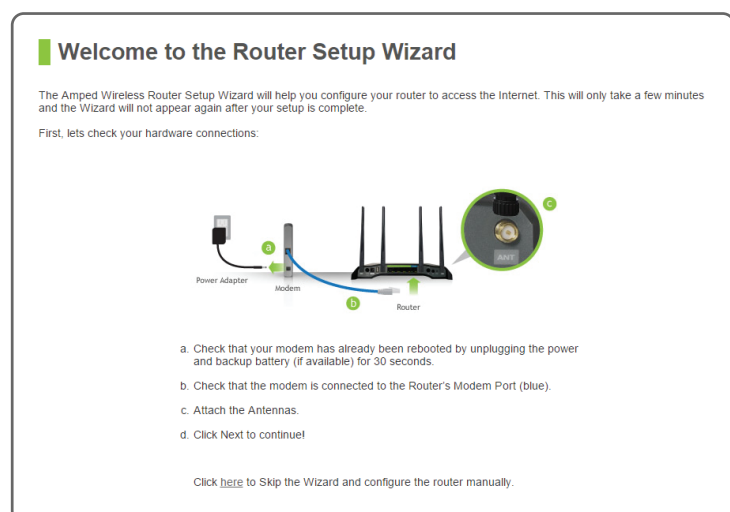 Welcome to the Router Setup Wizard
The Amped Wireless Router Setup Wizard will help you configure your router to access the Internet. This will only take a few minutes
and the Wizard will not appear again after your setup is complete.
First, lets check your hardware connections:
c
ANT
a
Power Adapter
Modem
b
Router
a. Check that your modem has already been rebooted by unplugging the power
and backup battery (if available) for 30 seconds.
b. Check that the modem is connected to the Router's Modem Port (blue).
c. Attach the Antennas.
d. Click Next to continue!
Click here to Skip the Wizard and configure the router manually.